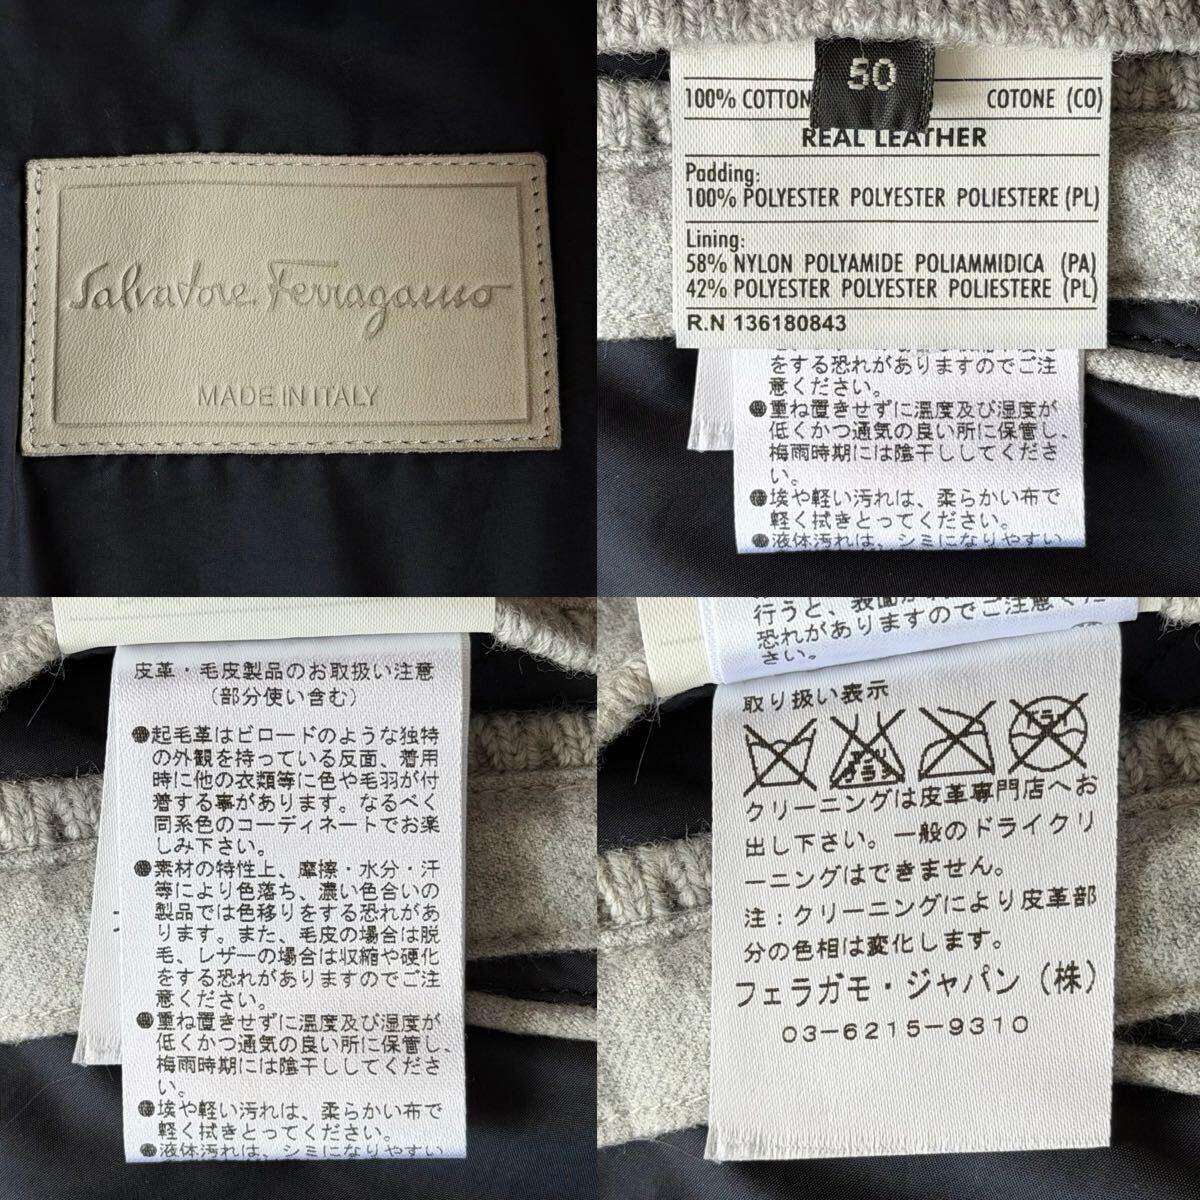 Salvatore Ferragamo
MADE IN ITALY
50
100% COTTON COTONE (CO)
REAL LEATHER
Padding:
100% POLYESTER POLYESTER POLIESTERE (PL)
Lining:
58% NYLON POLYAMIDE POLIAMMIDICA (PA)
42% POLYESTER POLYESTER POLIESTERE (PL)
R.N 136180843
をする恐れがありますのでご注
意ください。
●重ね置きせずに温度及び湿度が
低くかつ通気の良い所に保管し、
梅雨時期には陰干ししてくださ
い。
●埃や軽い汚れは、柔らかい布で
軽く拭きとってください。
●液体汚れは、シミになりやすい
皮革・毛皮製品のお取扱い注意
(部分使い含む)
●起毛革はビロードのような独特
の外観を持っている反面、着用
時に他の衣類等に色や毛羽が付
着する事があります。なるべく
同系色のコーディネートでお楽
しみ下さい。
●素材の特性上、摩擦・水分・汗
等により色落ち、濃い色合いの
製品では色移りをする恐れがあ
ります。また、毛皮の場合は脱
毛、レザーの場合は収縮や硬化
をする恐れがありますのでご注
意ください。
●重ね置きせずに温度及び湿度が
低くかつ通気の良い所に保管し、
梅雨時期には陰干ししてくださ
い。
●埃や軽い汚れは、柔らかい布で
軽く拭きとってください。
●液体汚れは、シミになりやすい
行うと、表面が
恐れがありますのでご注意くだ
さい。
取り扱い表示
エンソ
サラシ
ドライ
クリーニングは皮革専門店へお
出し下さい。一般のドライクリ
ーニングはできません。
注：クリーニングにより皮革部
分の色相は変化します。
フェラガモ・ジャパン（株）
03-6215-9310